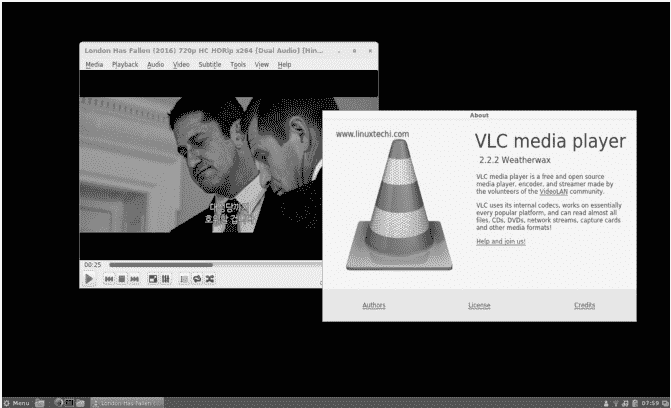 London Has Fallen (2016) 720p HC HDRip x264 {Dual Audio} [Hin...
Media Playback Audio Video Subtitle Tools View Help
00:25
About
www.linuxtechi.com
VLC media player
2.2.2 Weatherwax
VLC media player is a free and open source
media player, encoder, and streamer made by
the volunteers of the VideoLAN community.
VLC uses its internal codecs, works on essentially
every popular platform, and can read almost all
files, CDs, DVDs, network streams, capture cards
and other media formats!
Help and join us!
Authors License Credits
Menu
London Has Fallen (
07:59